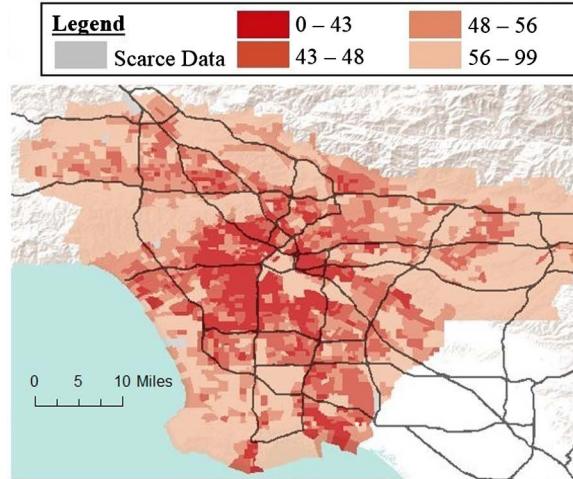 Legend
0 – 43
48 – 56
Scarce Data
43 – 48
56 – 99
0 5 10 Miles